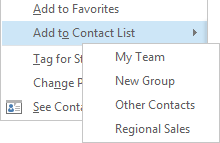 Add to Favorites
Add to Contact List
My Team
Tag for St
New Group
Change P
Other Contacts
See Conta
Regional Sales